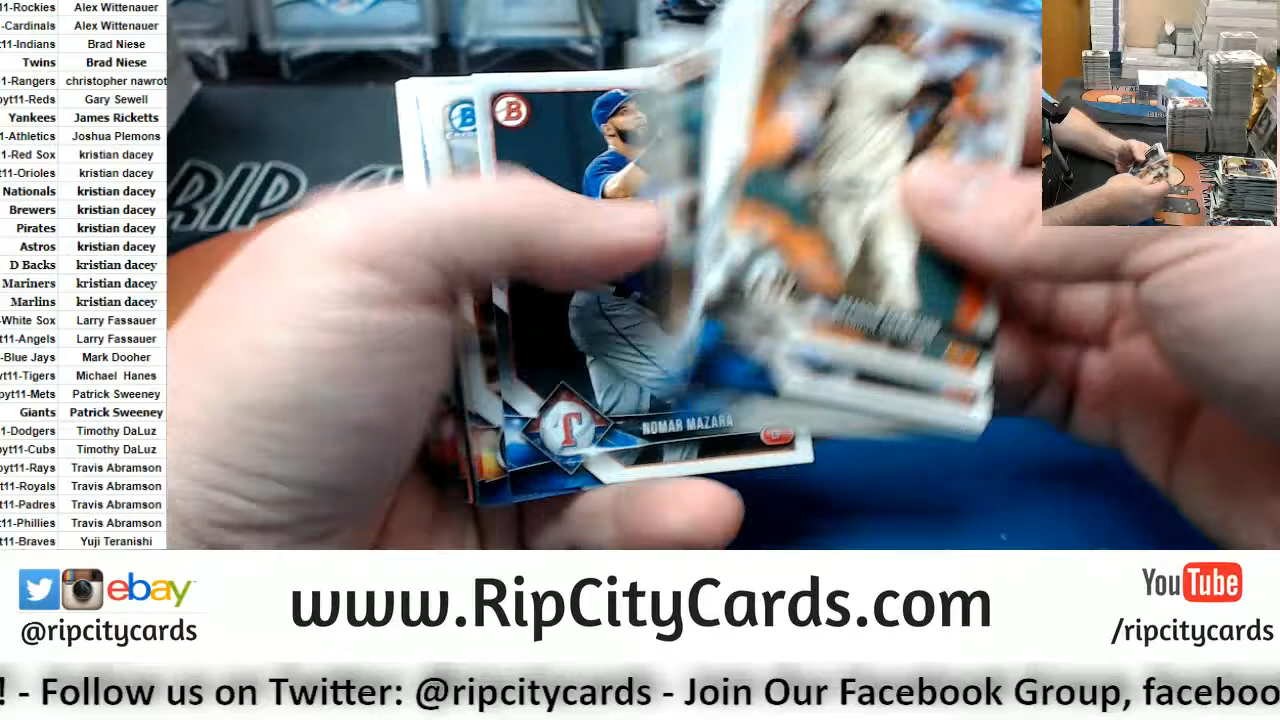 11-Rockies Alex Wittenauer
-Cardinals Alex Wittenauer
t11-Indians Brad Niese
Twins Brad Niese
11-Rangers christopher nawrot
oyt11-Reds Gary Sewell
Yankees James Ricketts
1-Athletics Joshua Plemons
1-Red Sox kristian dacey
t11-Orioles kristian dacey
Nationals kristian dacey
Brewers kristian dacey
Pirates kristian dacey
Astros kristian dacey
D Backs kristian dacey
Mariners kristian dacey
Marlins kristian dacey
-White Sox Larry Fassauer
t11-Angels Larry Fassauer
-Blue Jays Mark Dooher
yt11-Tigers Michael Hanes
pyt11-Mets Patrick Sweeney
Giants Patrick Sweeney
1-Dodgers Timothy DaLuz
yt11-Cubs Timothy DaLuz
pyt11-Rays Travis Abramson
t11-Royals Travis Abramson
t11-Padres Travis Abramson
t11-Phillies Travis Abramson
t11-Braves Yuji Teranishi
RIP
B
B
T
NOMAR MAZARA
ebay
@ripcitycards
www.RipCityCards.com
YouTube
/ripcitycards
! - Follow us on Twitter: @ripcitycards - Join Our Facebook Group, faceboo